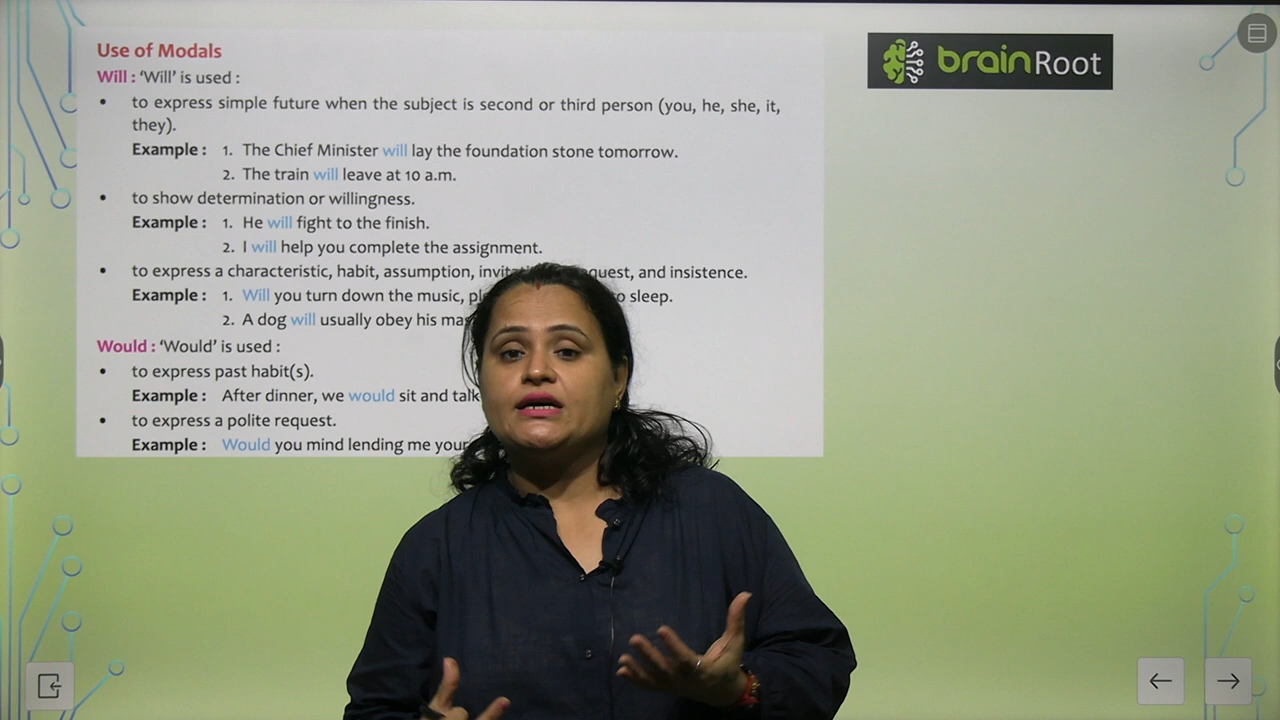 Use of Modals
Will : 'Will' is used :
• to express simple future when the subject is second or third person (you, he, she, it,
they).
Example : 1. The Chief Minister will lay the foundation stone tomorrow.
2. The train will leave at 10 a.m.
• to show determination or willingness.
Example : 1. He will fight to the finish.
2. I will help you complete the assignment.
• to express a characteristic, habit, assumption, and insistence.
Example : 1. Will you turn down the music, sleep.
2. A dog will usually obey his
Would : 'Would' is used :
• to express past habit(s).
Example : After dinner, we would sit and talk
• to express a polite request.
Example : Would you mind lending me your
brainRoot